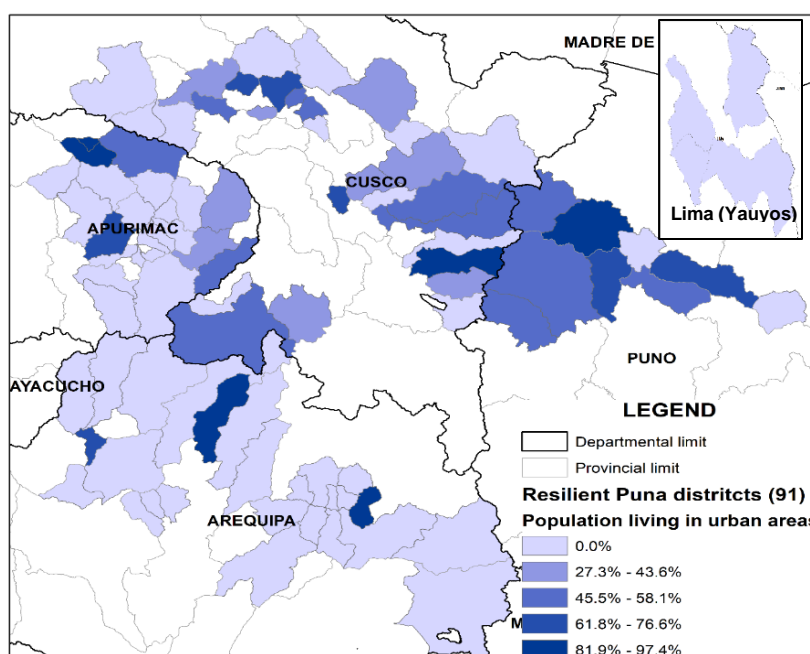 MADRE DE
CUSCO
Lima (Yauyos)
APURIMAC
PUNO
AYACUCHO
LEGEND
Departmental limit
Provincial limit
Resilient Puna distritcts (91)
AREQUIPA
Population living in urban areas
0.0%
27.3% - 43.6%
45.5% - 58.1%
61.8% - 76.6%
M
81.9% - 97.4%